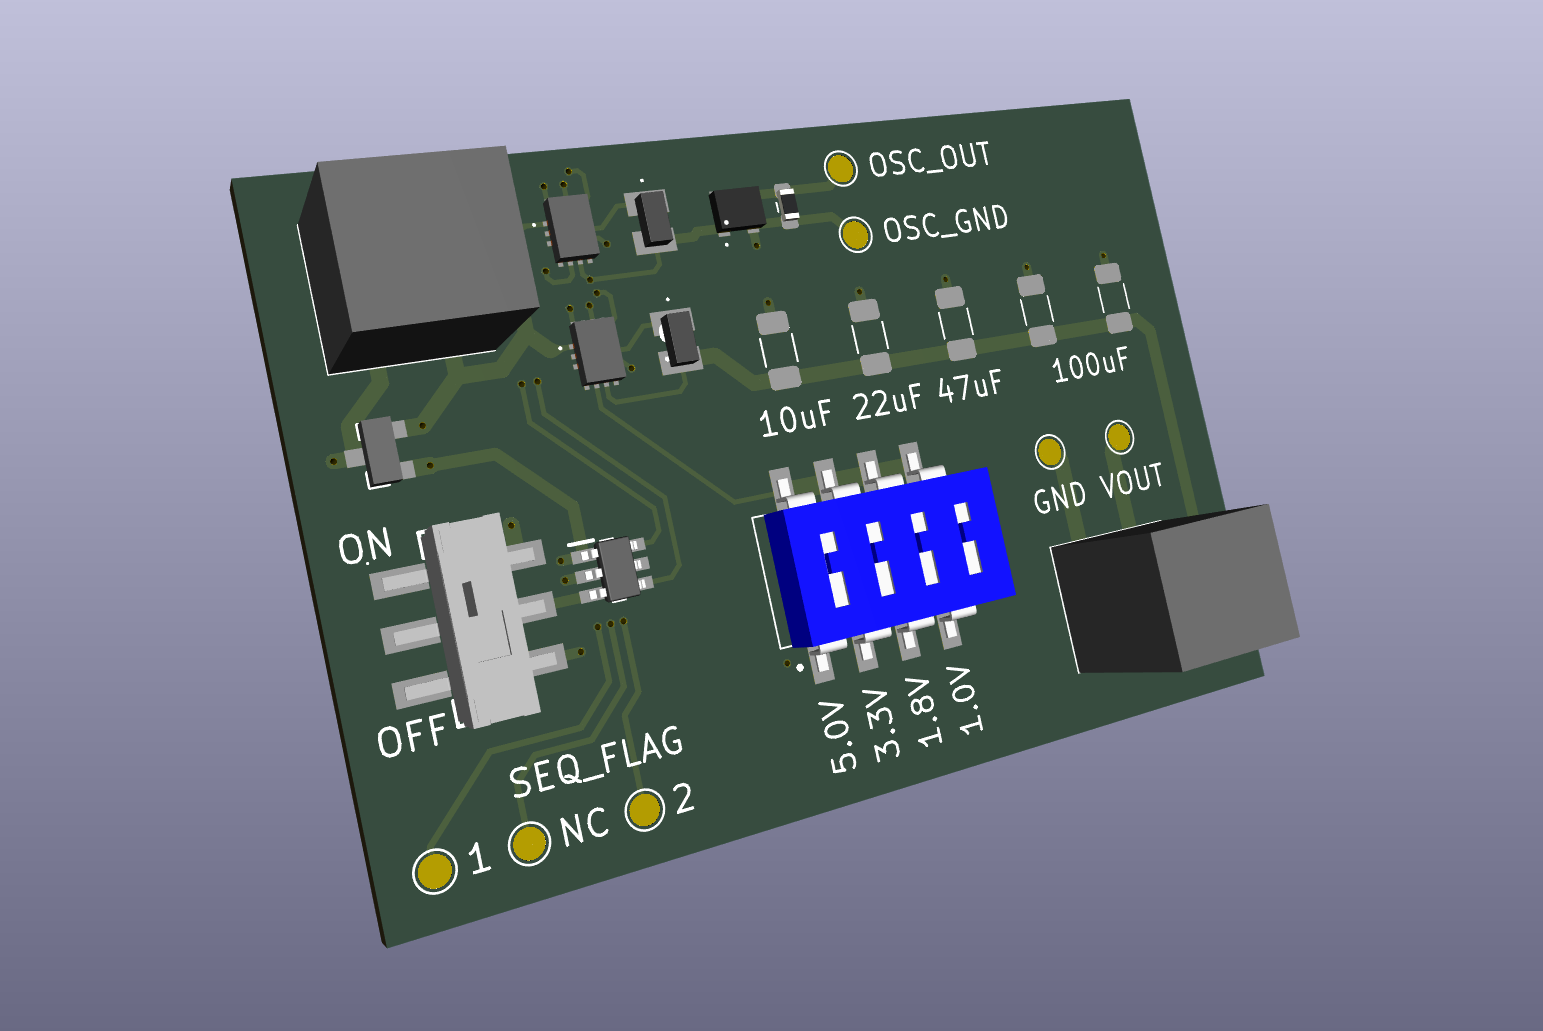 OSC_OUT
OSC_GND
10uF 22uF 47uF 100uF
GND VOUT
ON
OFF
5.0V
3.3V
1.8V
1.0V
SEQ_FLAG
1 NC 2